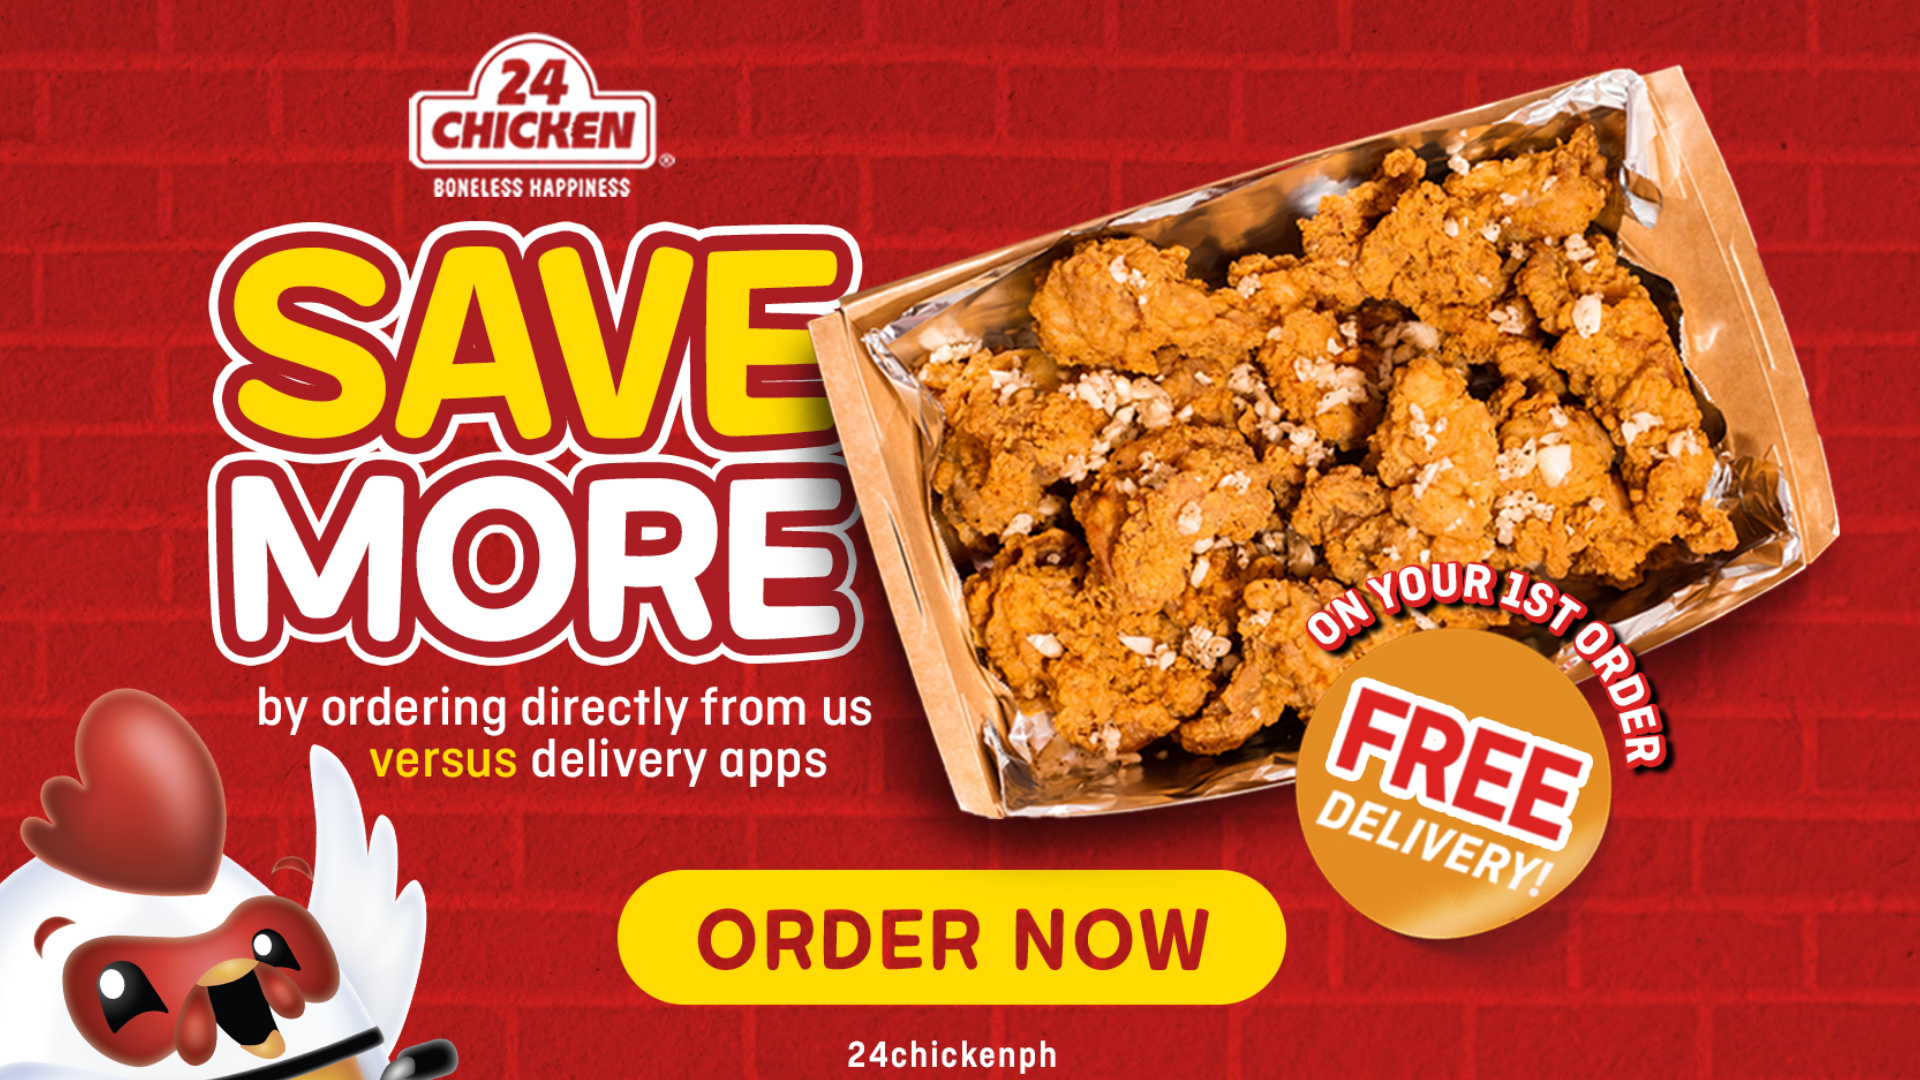 24
CHICKEN
®
BONELESS HAPPINESS
SAVE
MORE
by ordering directly from us
versus delivery apps
ON YOUR 1ST ORDER
FREE
DELIVERY!
ORDER NOW
24chickenph